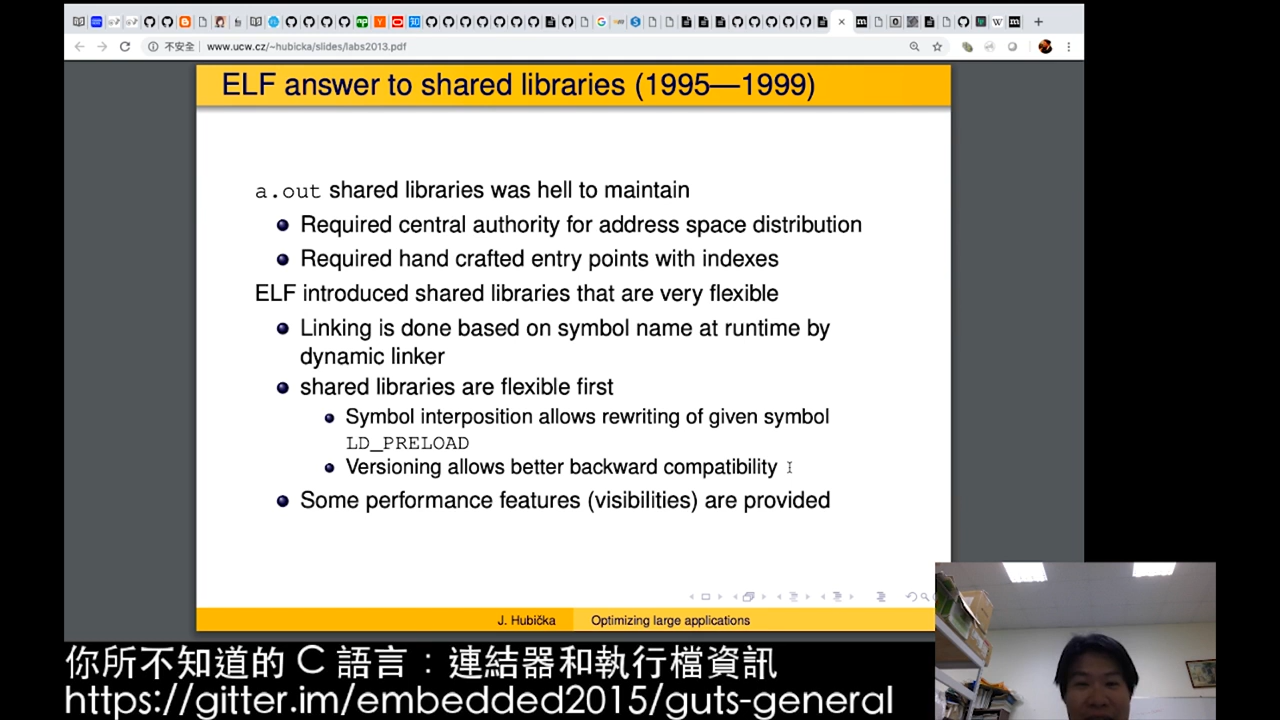 不安全 www.ucw.cz/~hubicka/slides/labs2013.pdf
ELF answer to shared libraries (1995—1999)
a.out shared libraries was hell to maintain
Required central authority for address space distribution
Required hand crafted entry points with indexes
ELF introduced shared libraries that are very flexible
Linking is done based on symbol name at runtime by
dynamic linker
shared libraries are flexible first
Symbol interposition allows rewriting of given symbol
LD_PRELOAD
Versioning allows better backward compatibility
Some performance features (visibilities) are provided
J. Hubička Optimizing large applications
你所不知道的 C 語言：連結器和執行檔資訊
https://gitter.im/embedded2015/guts-general